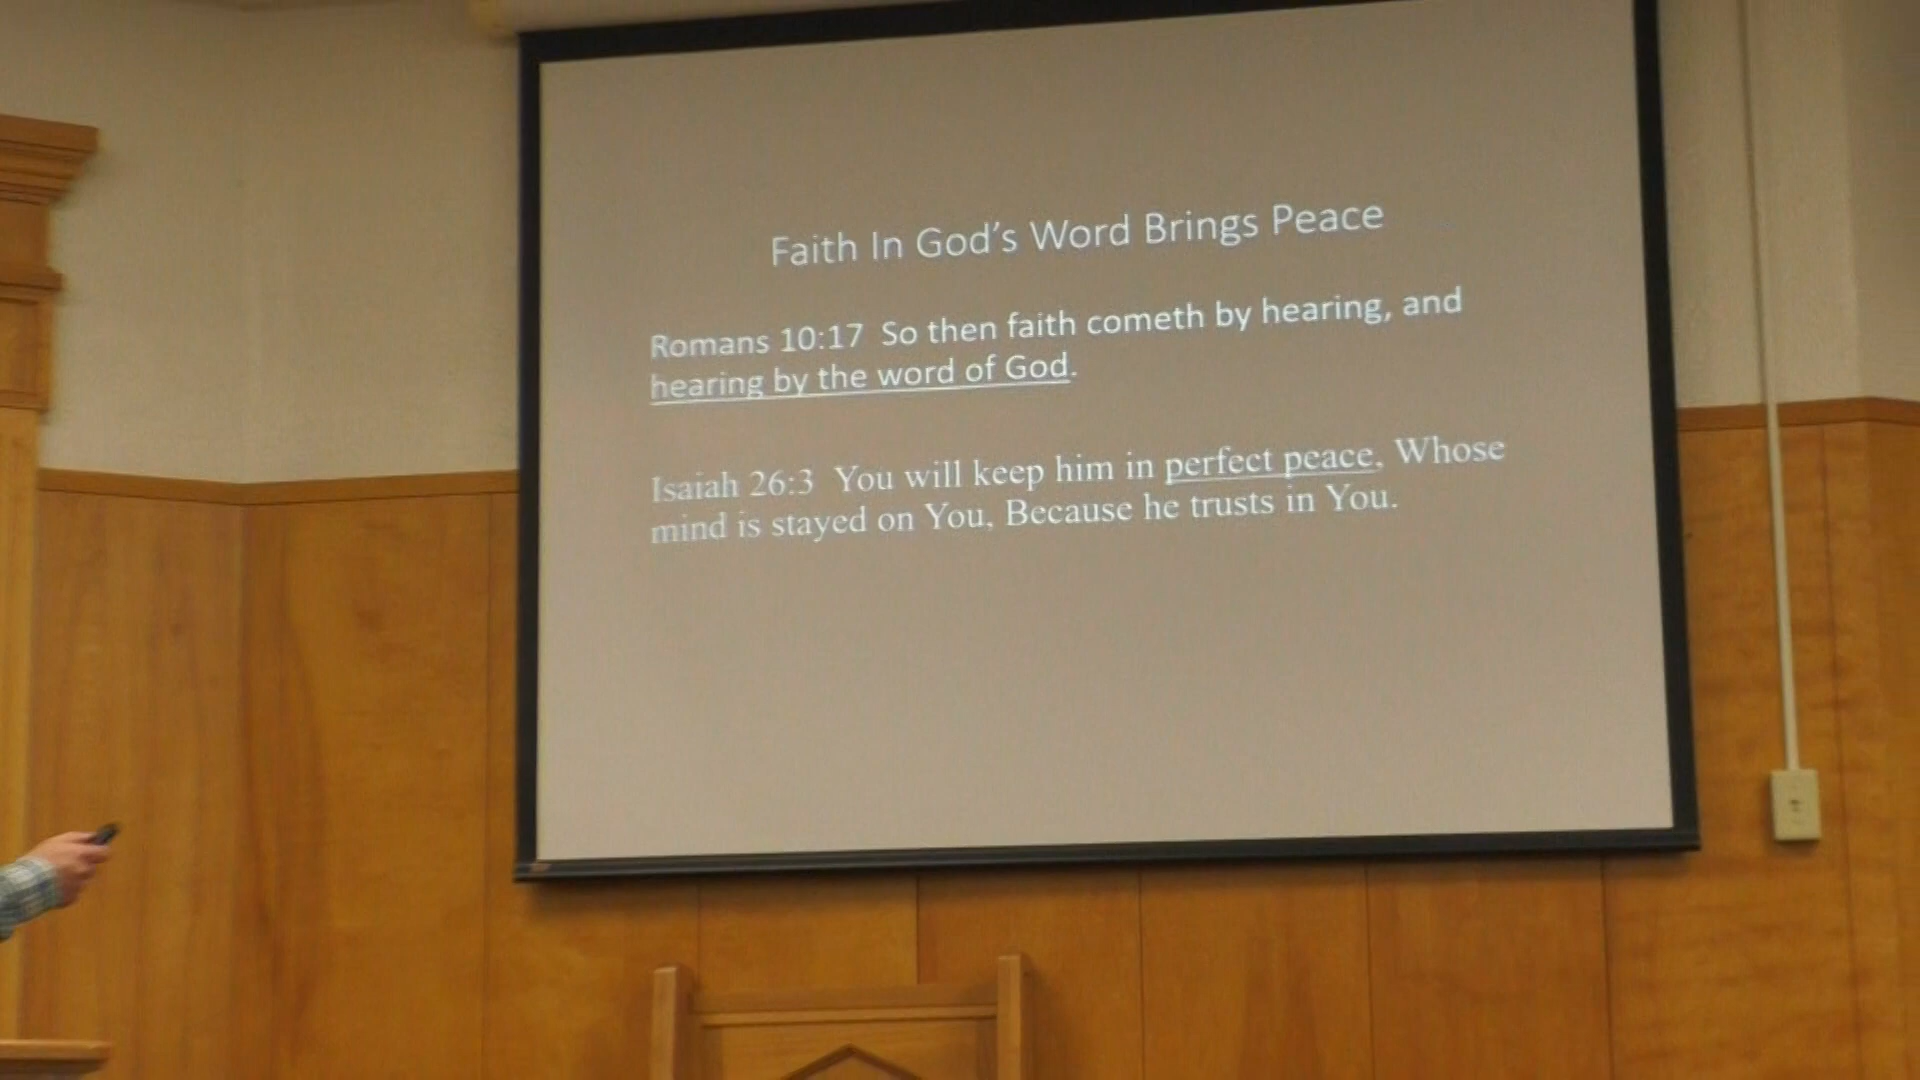 Faith In God's Word Brings Peace
Romans 10:17 So then faith cometh by hearing, and
hearing by the word of God.
Isaiah 26:3 You will keep him in perfect peace, Whose
mind is stayed on You, Because he trusts in You.